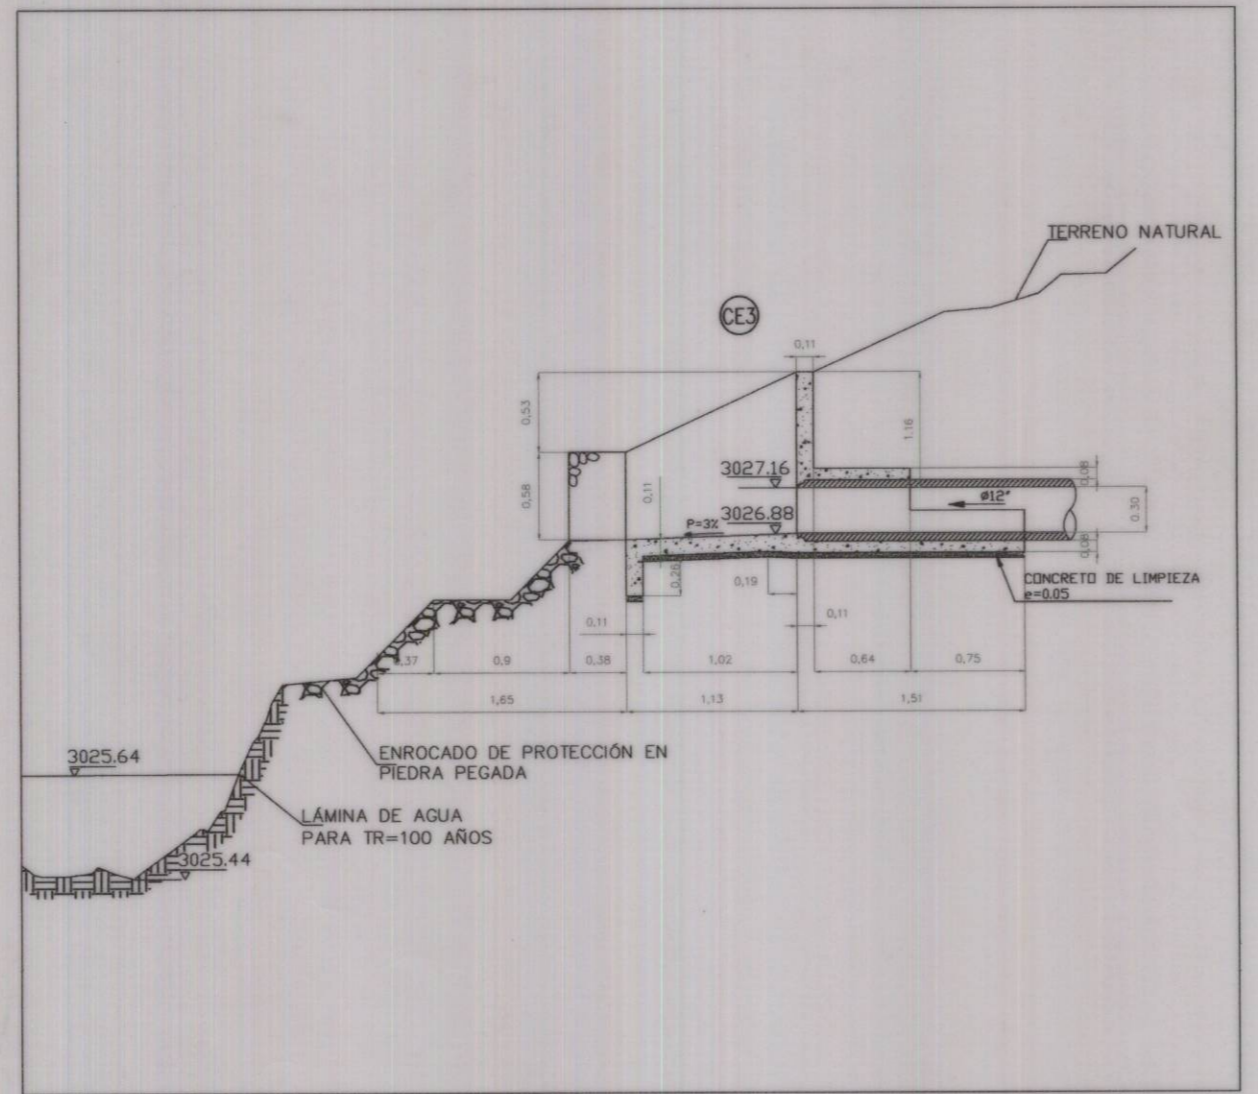 TERRENO NATURAL
CE3
0,11
0,53
1,16
3027.16
0,08
0,58
0,11
Ø12"
0.30
3026.88
P=3%
0,08
0,26
0,19
CONCRETO DE LIMPIEZA
e=0.05
0,11
0,11
0,37
0,9
0,38
1,02
0,64
0,75
1,65
1,13
1,51
ENROCADO DE PROTECCIÓN EN
PIEDRA PEGADA
3025.64
LÁMINA DE AGUA
PARA TR=100 AÑOS
3025.44